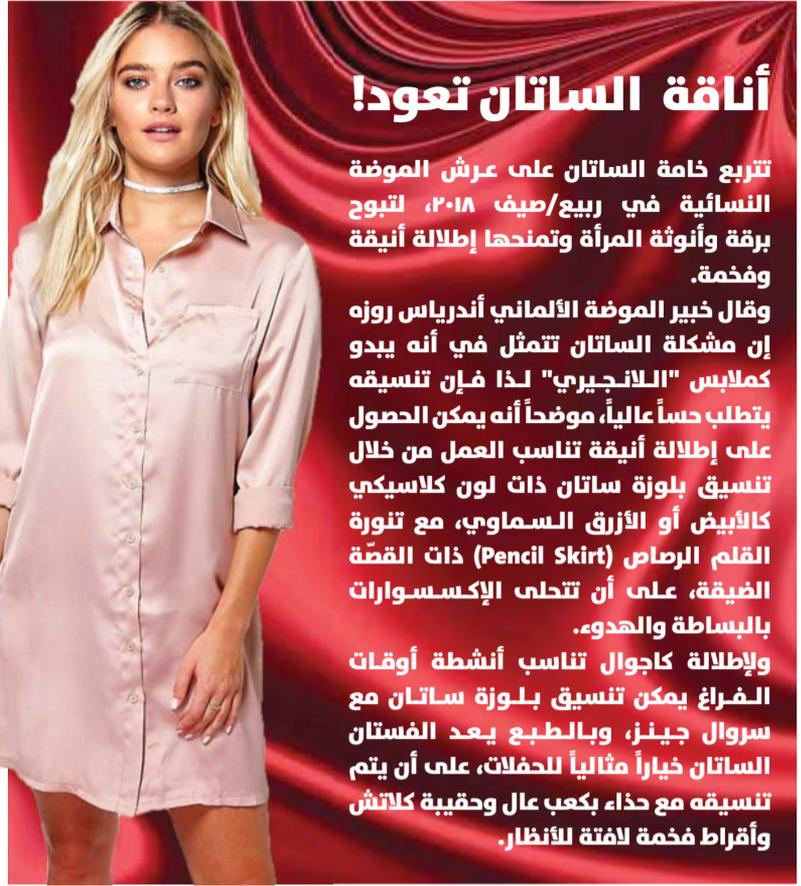 أناقة الساتان تعود!
تتربع خامة الساتان على عرش الموضة
النسائية في ربيع/صيف ٢٠١٨، لتبوح
برقة وأنوثة المرأة وتمنحها إطلالة أنيقة
وفخمة.
وقال خبير الموضة الألماني أندرياس روزه
إن مشكلة الساتان تتمثل في أنه يبدو
كملابس "اللانجيري" لذا فإن تنسيقه
يتطلب حساً عالياً، موضحاً أنه يمكن الحصول
على إطلالة أنيقة تناسب العمل من خلال
تنسيق بلوزة ساتان ذات لون كلاسيكي
كالأبيض أو الأزرق السماوي، مع تنورة
القلم الرصاص (Pencil Skirt) ذات القصّة
الضيقة، على أن تتحلى الإكسسوارات
بالبساطة والهدوء.
ولإطلالة كاجوال تناسب أنشطة أوقات
الفراغ يمكن تنسيق بلوزة ساتان مع
سروال جينز، وبالطبع يعد الفستان
الساتان خياراً مثالياً للحفلات، على أن يتم
تنسيقه مع حذاء بكعب عال وحقيبة كلاتش
وأقراط فخمة لافتة للأنظار.